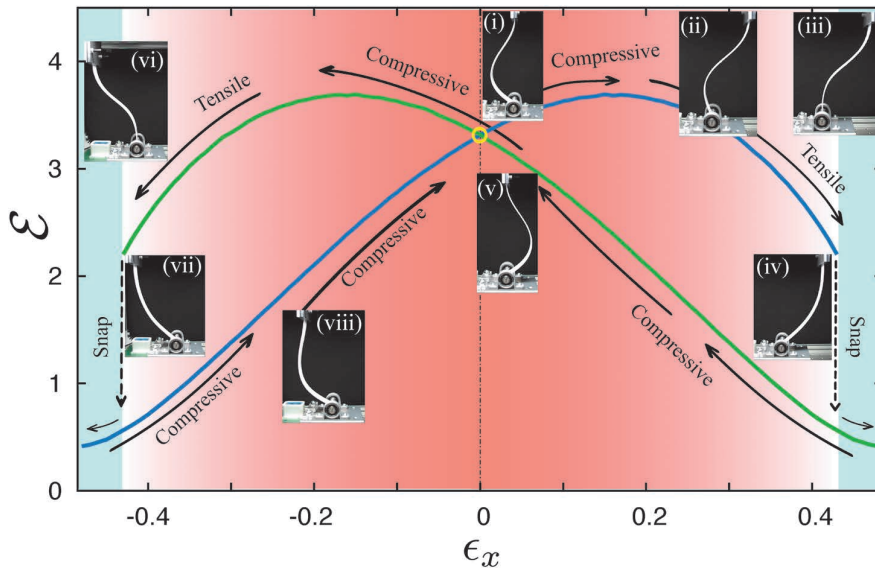 4
3
2
1
0
ℰ
-0.4
-0.2
0
0.2
0.4
ϵx
(i)
(ii)
(iii)
(iv)
(v)
(vi)
(vii)
(viii)
Compressive
Compressive
Tensile
Tensile
Compressive
Compressive
Compressive
Snap
Snap